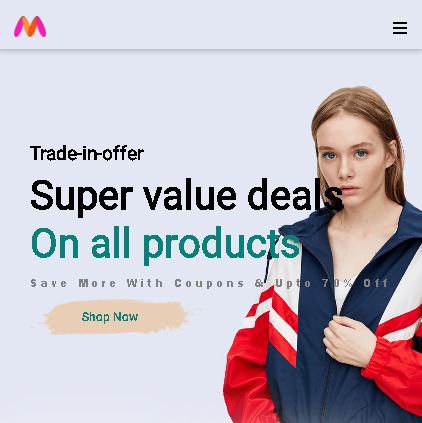 Trade-in-offer
Super value deals
On all products
Save More With Coupons & Upto 70% Off
Shop Now